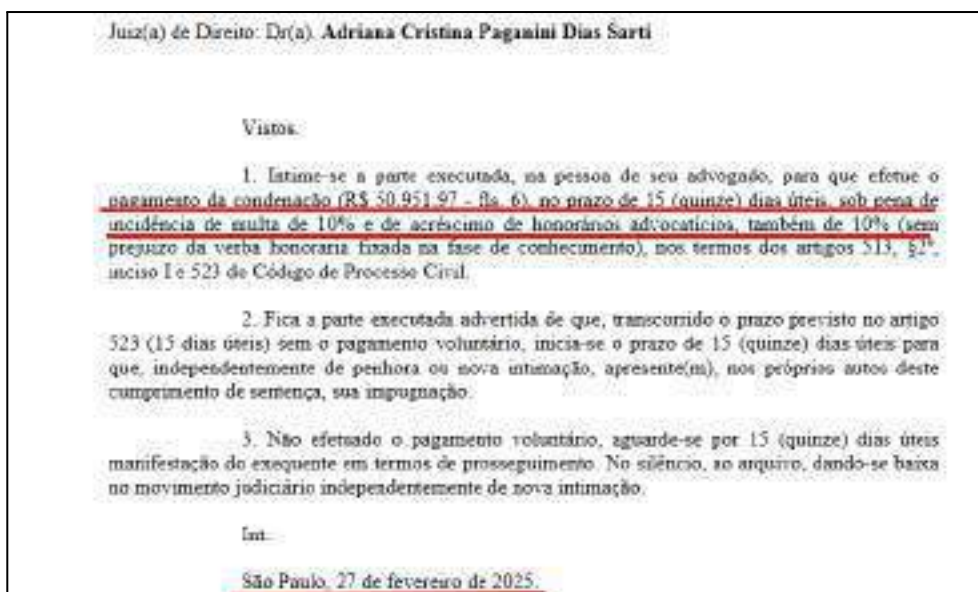 Juiz(a) de Direito: Dr(a). Adriana Cristina Paganini Dias Sarti
Vistos.
1. Intime-se a parte executada, na pessoa de seu advogado, para que efetue o
pagamento da condenação (R$ 50.951,97 - fls. 6), no prazo de 15 (quinze) dias úteis, sob pena de
incidência de multa de 10% e de acréscimo de honorários advocatícios, também de 10% (sem
prejuízo da verba honorária fixada na fase de conhecimento), nos termos dos artigos 513, §2º,
inciso I e 523 do Código de Processo Civil.
2. Fica a parte executada advertida de que, transcorrido o prazo previsto no artigo
523 (15 dias úteis) sem o pagamento voluntário, inicia-se o prazo de 15 (quinze) dias úteis para
que, independentemente de penhora ou nova intimação, apresente(m), nos próprios autos deste
cumprimento de sentença, sua impugnação.
3. Não efetuado o pagamento voluntário, aguarde-se por 15 (quinze) dias úteis
manifestação do exequente em termos de prosseguimento. No silêncio, ao arquivo, dando-se baixa
no movimento judiciário independentemente de nova intimação.
Int.
São Paulo, 27 de fevereiro de 2025.